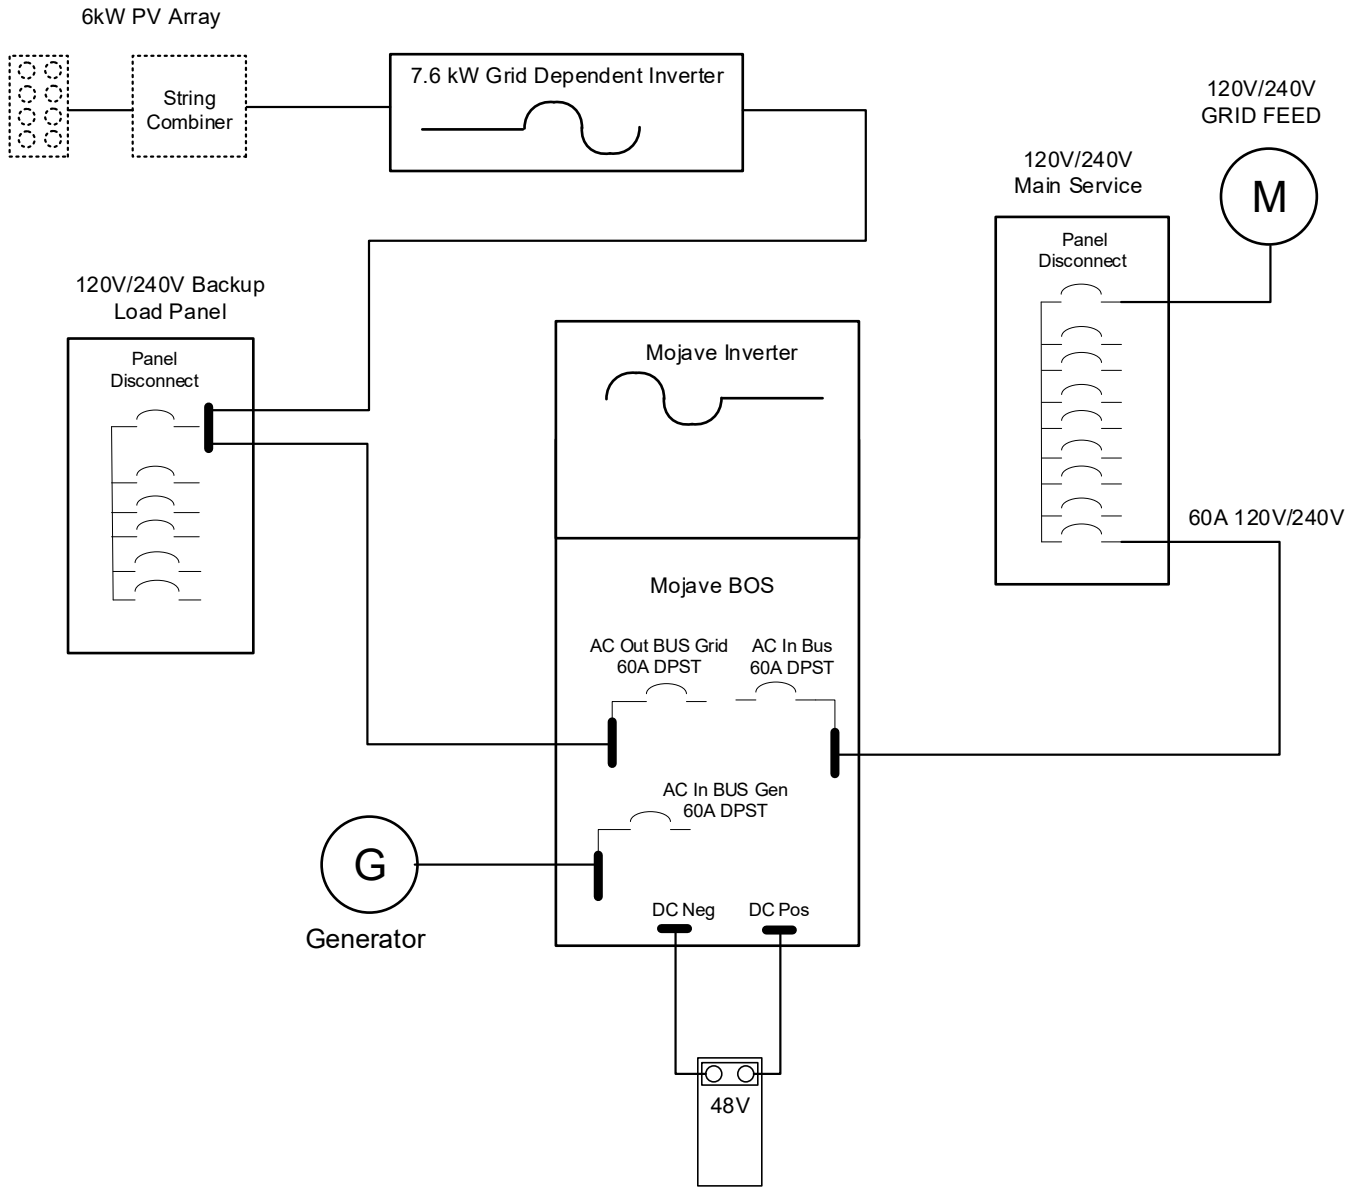 6kW PV Array
String
Combiner
7.6 kW Grid Dependent Inverter
120V/240V
GRID FEED
M
120V/240V
Main Service
Panel
Disconnect
120V/240V Backup
Load Panel
Panel
Disconnect
Mojave Inverter
60A 120V/240V
Mojave BOS
AC Out BUS Grid
60A DPST
AC In Bus
60A DPST
AC In BUS Gen
60A DPST
G
Generator
DC Neg
DC Pos
48V